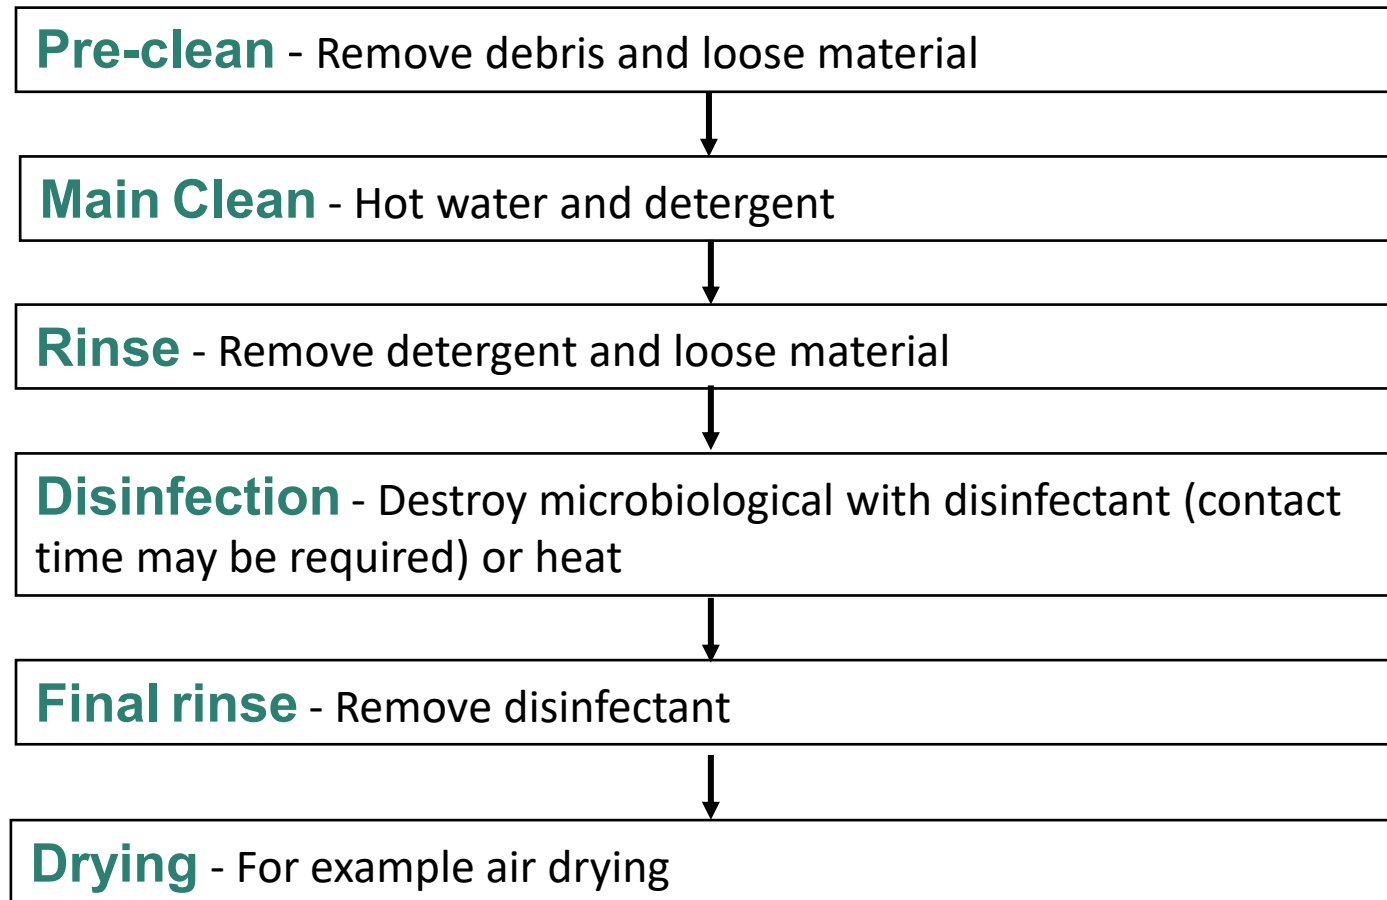 Pre-clean - Remove debris and loose material
Main Clean - Hot water and detergent
Rinse - Remove detergent and loose material
Disinfection - Destroy microbiological with disinfectant (contact
time may be required) or heat
Final rinse - Remove disinfectant
Drying - For example air drying